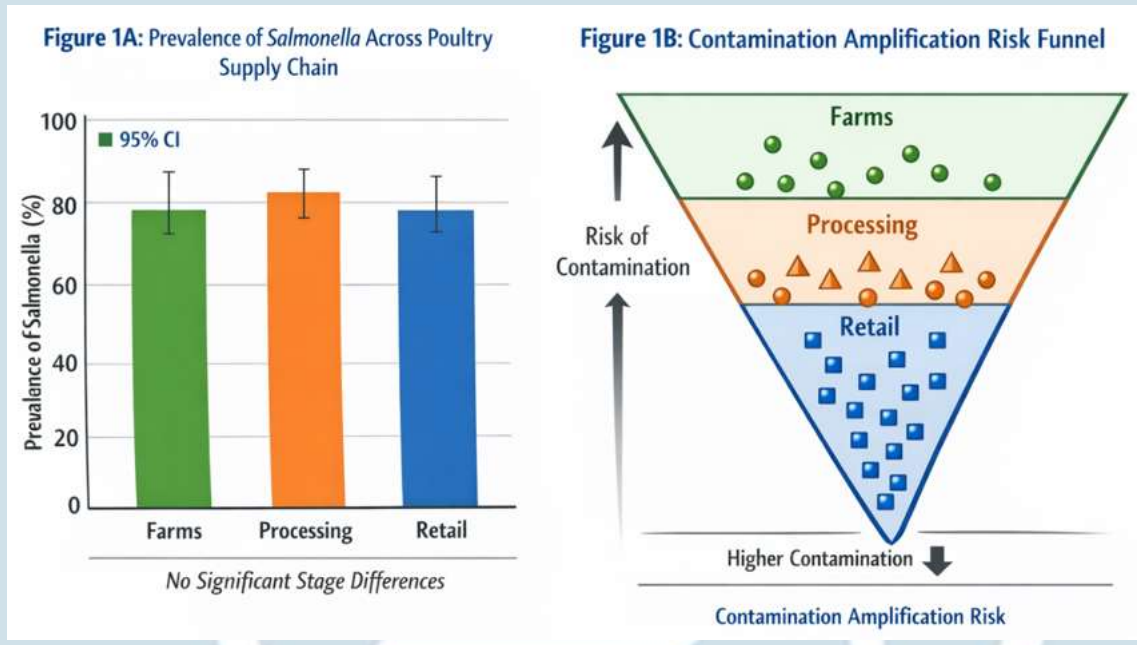 Figure 1A: Prevalence of Salmonella Across Poultry
Supply Chain
Prevalence of Salmonella (%)
100
80
60
40
20
0
95% CI
Farms
Processing
Retail
No Significant Stage Differences
Figure 1B: Contamination Amplification Risk Funnel
Risk of
Contamination
Farms
Processing
Retail
Higher Contamination
Contamination Amplification Risk